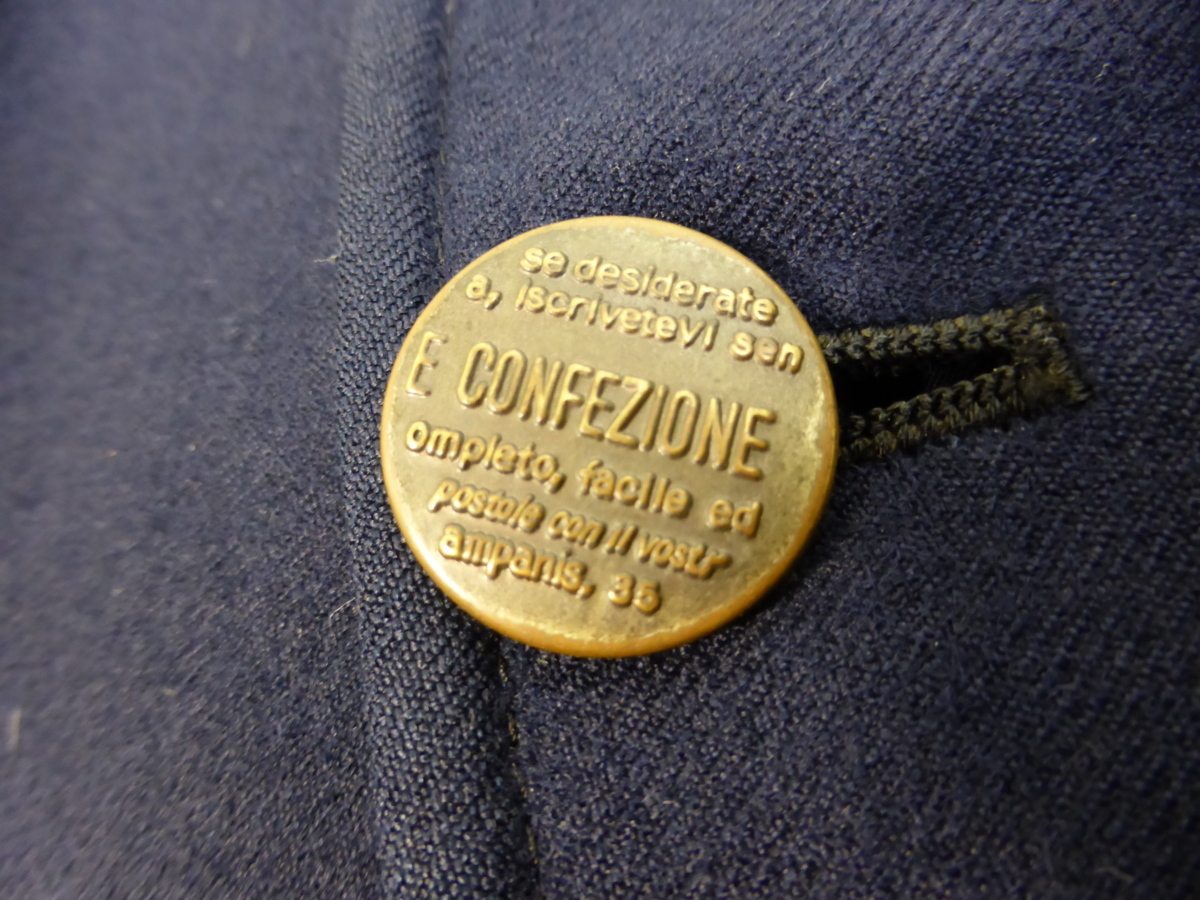 se desiderate
a, iscrivetevi sen
E CONFEZIONE
ompleto, facile ed
postale con il vostr
ampanis, 35